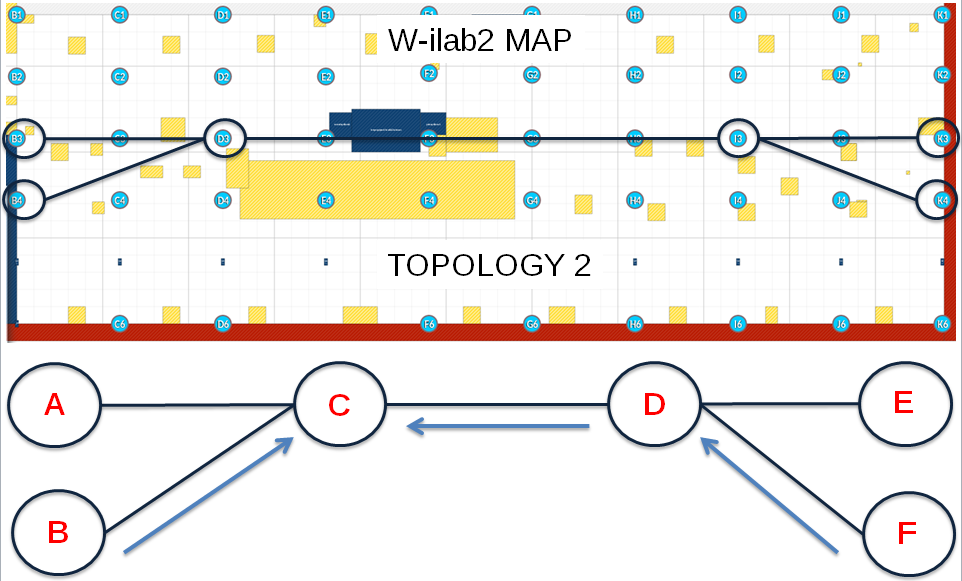 B1 C1 D1 E1 F1 G1 H1 I1 J1 K1
W-ilab2 MAP
B2 C2 D2 E2 F2 G2 H2 I2 J2 K2
B3 C3 D3 E3 F3 G3 H3 I3 J3 K3
B4 C4 D4 E4 F4 G4 H4 I4 J4 K4
TOPOLOGY 2
C6 D6 F6 G6 H6 I6 J6 K6
A C D E
B F